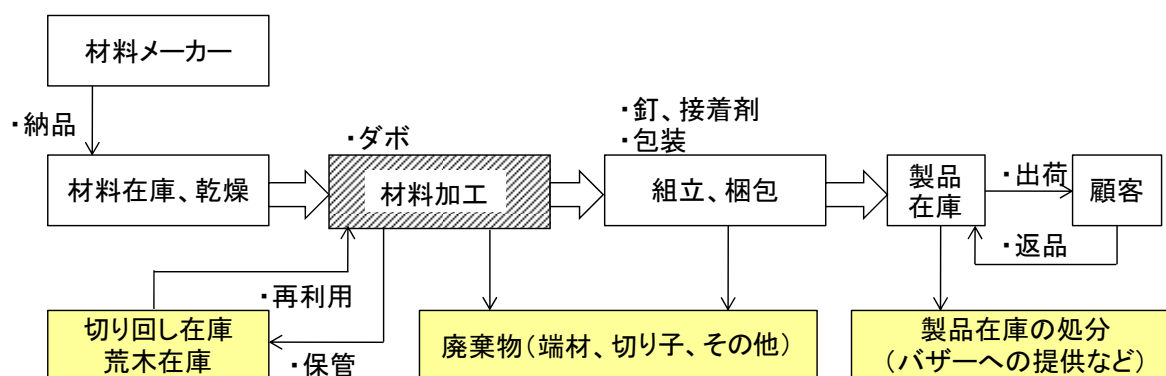 材料メーカー
・納品
・ダボ
・釘、接着剤
・包装
材料在庫、乾燥
材料加工
組立、梱包
製品
在庫
・出荷
顧客
・返品
・再利用
・保管
切り回し在庫
荒木在庫
廃棄物(端材、切り子、その他)
製品在庫の処分
(バザーへの提供など)